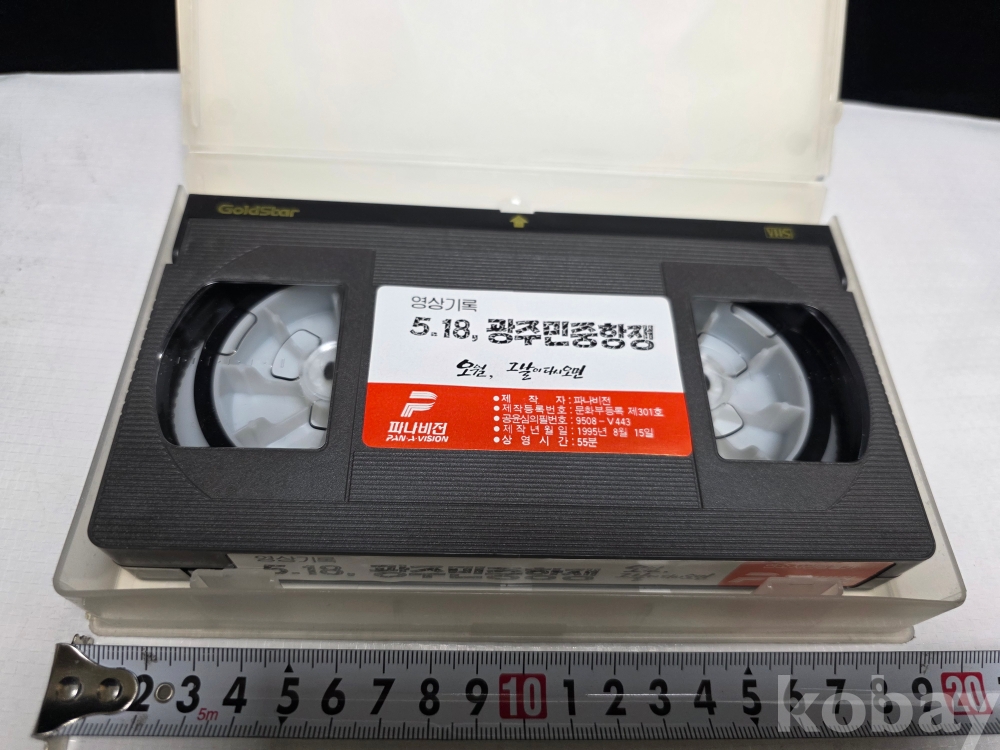 GoldStar
VHS
영상기록
5.18, 광주민중항쟁
오월, 그날이 다시오면
파나비전
PAN-A-VISION
● 제 작 자 : 파나비전
● 제작등록번호 : 문화부등록 제301호
● 공윤심의필번호 : 9508-V443
● 제작년월일 : 1995년 8월 15일
● 상영시간 : 55분
영상기록
5.18, 광주민중항쟁
2 3 4 5 6 7 8 9 10 1 2 3 4 5 6 7 8 9 20
5m
kobay